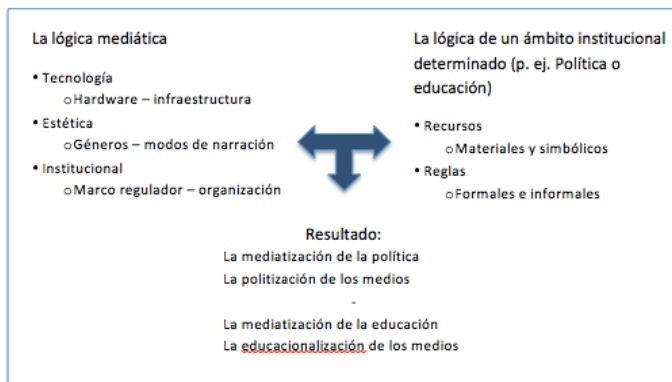 La lógica mediática
• Tecnología
o Hardware – infraestructura
• Estética
o Géneros – modos de narración
• Institucional
o Marco regulador – organización
La lógica de un ámbito institucional
determinado (p. ej. Política o
educación)
• Recursos
o Materiales y simbólicos
• Reglas
o Formales e informales
Resultado:
La mediatización de la política
La politización de los medios
-
La mediatización de la educación
La educacionalización de los medios